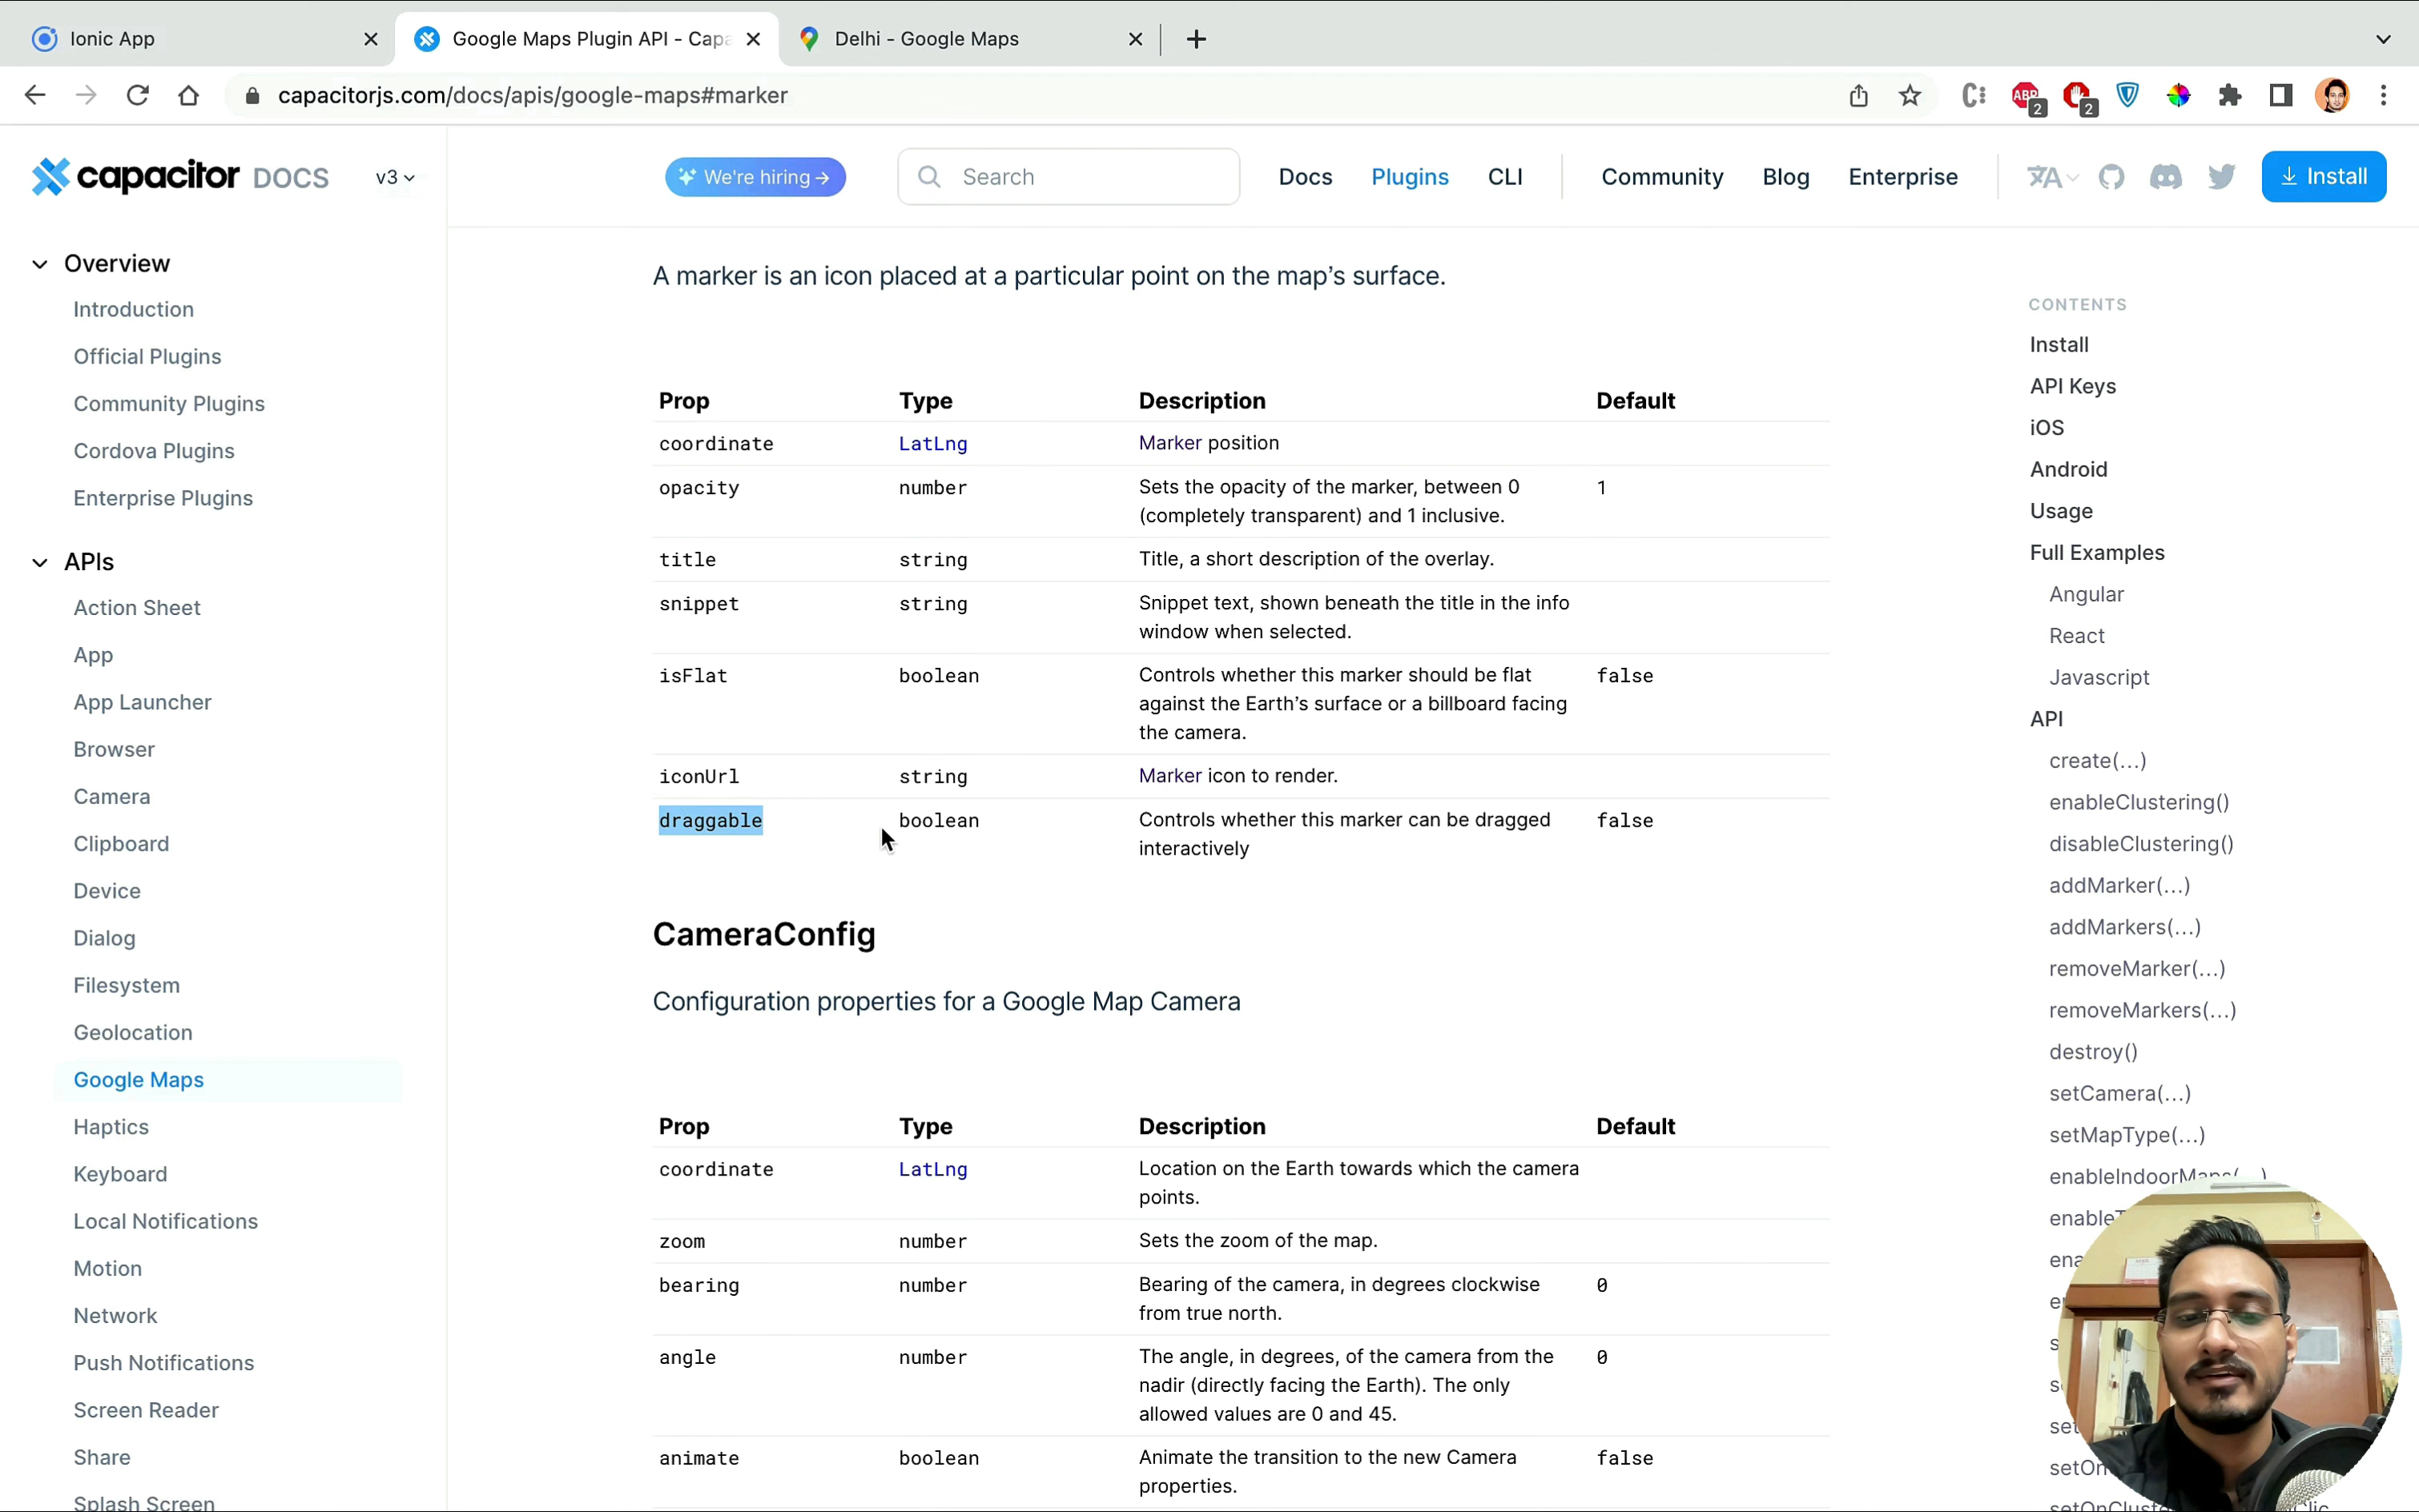 Ionic App
Google Maps Plugin API - Capa
Delhi - Google Maps
capacitorjs.com/docs/apis/google-maps#marker
ABP 2 2
capacitor DOCS v3
We're hiring →
Search
Docs Plugins CLI Community Blog Enterprise Install
Overview
Introduction
Official Plugins
Community Plugins
Cordova Plugins
Enterprise Plugins
APIs
Action Sheet
App
App Launcher
Browser
Camera
Clipboard
Device
Dialog
Filesystem
Geolocation
Google Maps
Haptics
Keyboard
Local Notifications
Motion
Network
Push Notifications
Screen Reader
Share
Splash Screen
A marker is an icon placed at a particular point on the map’s surface.
Prop Type Description Default
coordinate LatLng Marker position
opacity number Sets the opacity of the marker, between 0 1
(completely transparent) and 1 inclusive.
title string Title, a short description of the overlay.
snippet string Snippet text, shown beneath the title in the info
window when selected.
isFlat boolean Controls whether this marker should be flat false
against the Earth’s surface or a billboard facing
the camera.
iconUrl string Marker icon to render.
draggable boolean Controls whether this marker can be dragged false
interactively
CameraConfig
Configuration properties for a Google Map Camera
Prop Type Description Default
coordinate LatLng Location on the Earth towards which the camera
points.
zoom number Sets the zoom of the map.
bearing number Bearing of the camera, in degrees clockwise 0
from true north.
angle number The angle, in degrees, of the camera from the 0
nadir (directly facing the Earth). The only
allowed values are 0 and 45.
animate boolean Animate the transition to the new Camera false
properties.
CONTENTS
Install
API Keys
iOS
Android
Usage
Full Examples
Angular
React
Javascript
API
create(...)
enableClustering()
disableClustering()
addMarker(...)
addMarkers(...)
removeMarker(...)
removeMarkers(...)
destroy()
setCamera(...)
setMapType(...)
enableIndoorMaps(...)